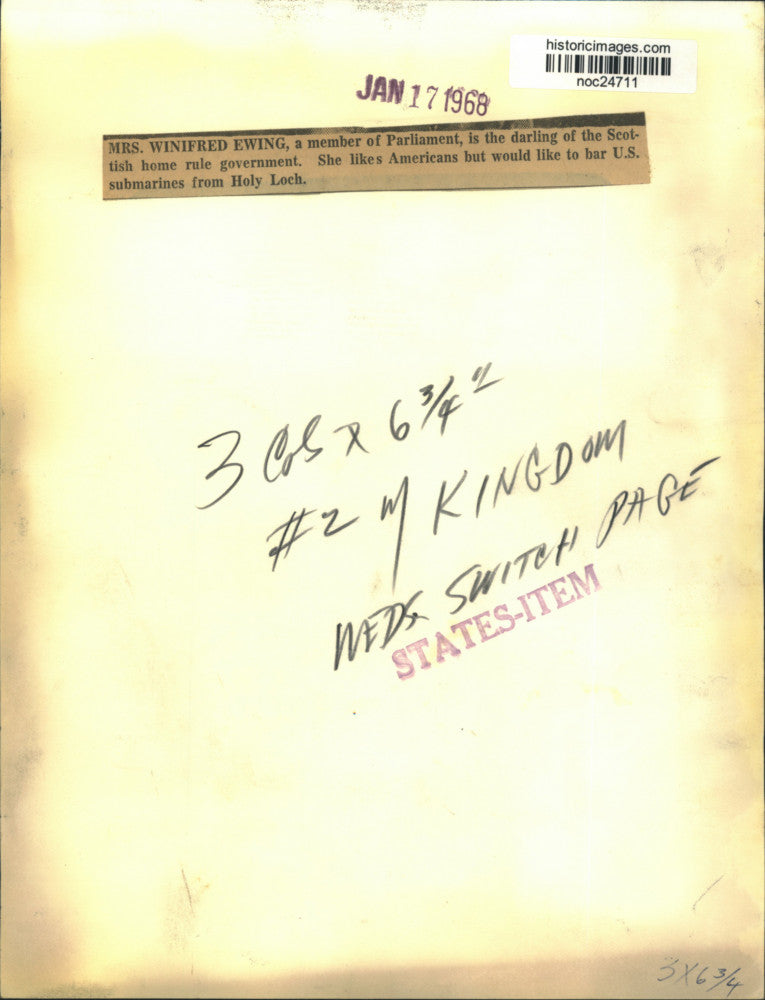 historicimages.com
noc24711
JAN 17 1968
MRS. WINIFRED EWING, a member of Parliament, is the darling of the Scot-
tish home rule government. She likes Americans but would like to bar U.S.
submarines from Holy Loch.
3 Cols x 6 3/4"
#2 w/ KINGDOM
WEDS SWITCH PAGE
STATES-ITEM
3X6 3/4